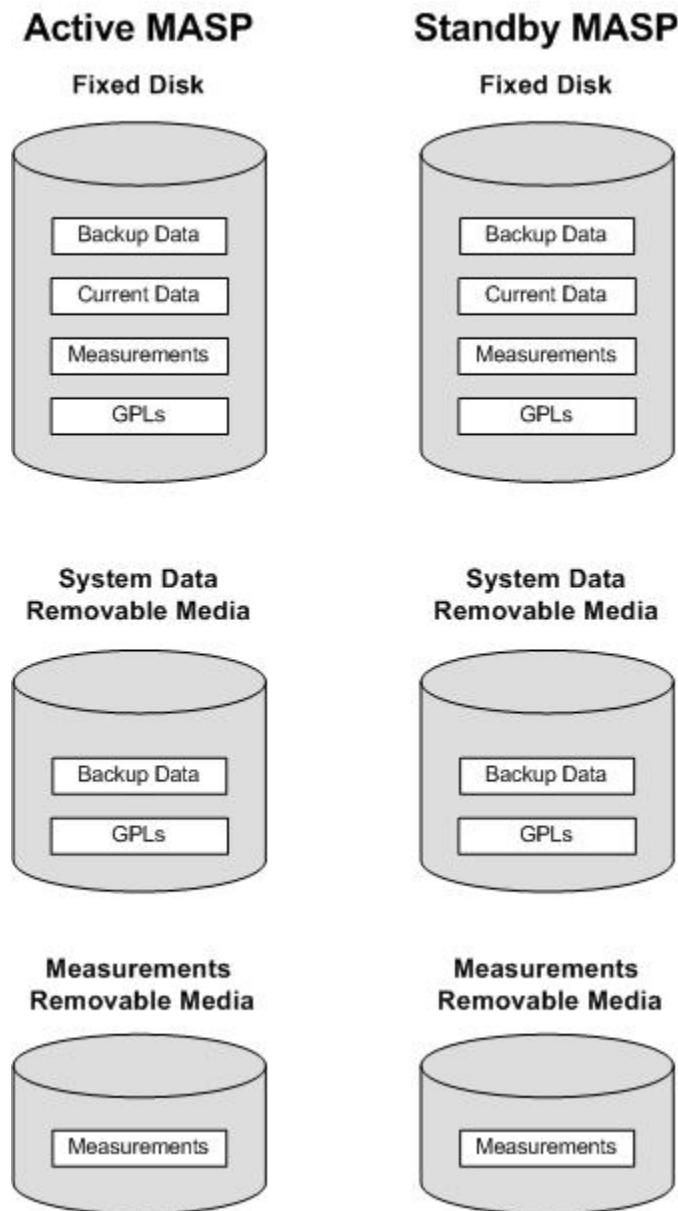 Active MASP
Standby MASP
Fixed Disk
Fixed Disk
Backup Data
Backup Data
Current Data
Current Data
Measurements
Measurements
GPLs
GPLs
System Data
Removable Media
System Data
Removable Media
Backup Data
Backup Data
GPLs
GPLs
Measurements
Removable Media
Measurements
Removable Media
Measurements
Measurements